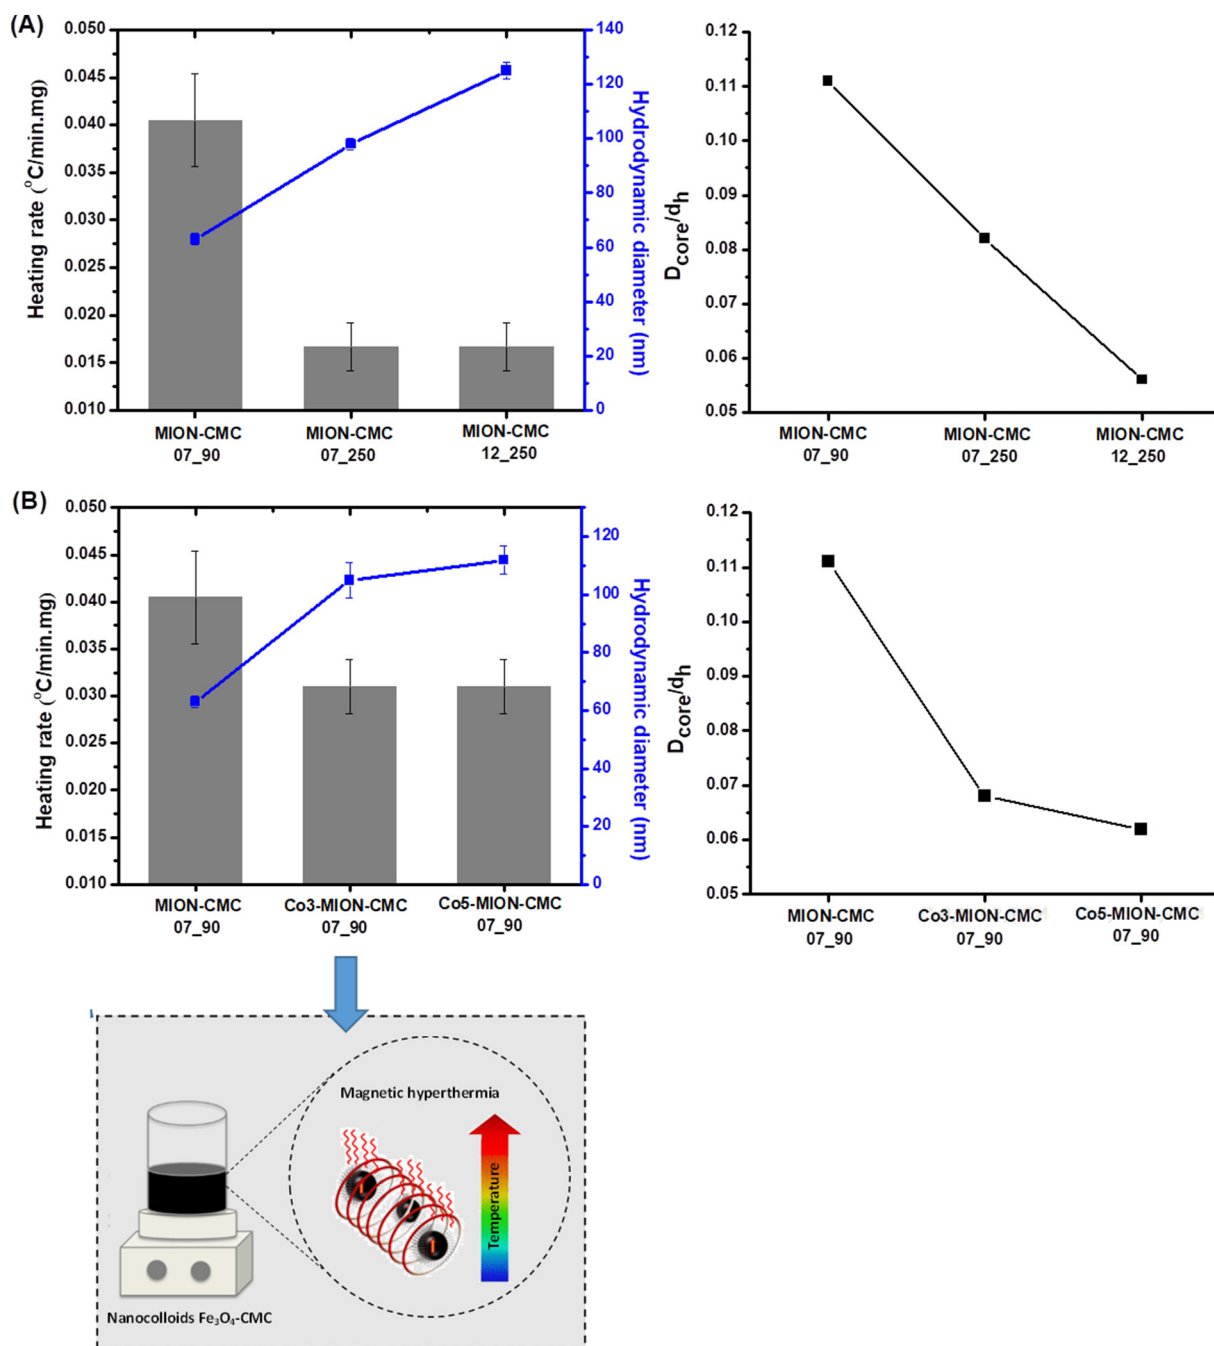 (A)
Heating rate (°C/min.mg)
0.050
0.045
0.040
0.035
0.030
0.025
0.020
0.015
0.010
140
120
100
80
60
40
20
0
Hydrodynamic diameter (nm)
MION-CMC
07_90
MION-CMC
07_250
MION-CMC
12_250
Dcore/dh
0.12
0.11
0.10
0.09
0.08
0.07
0.06
0.05
MION-CMC
07_90
MION-CMC
07_250
MION-CMC
12_250
(B)
Heating rate (°C/min.mg)
0.050
0.045
0.040
0.035
0.030
0.025
0.020
0.015
0.010
120
100
80
60
40
20
0
Hydrodynamic diameter (nm)
MION-CMC
07_90
Co3-MION-CMC
07_90
Co5-MION-CMC
07_90
Dcore/dh
0.12
0.11
0.10
0.09
0.08
0.07
0.06
0.05
MION-CMC
07_90
Co3-MION-CMC
07_90
Co5-MION-CMC
07_90
Magnetic hyperthermia
Temperature
Nanocolloids Fe₃O₄-CMC